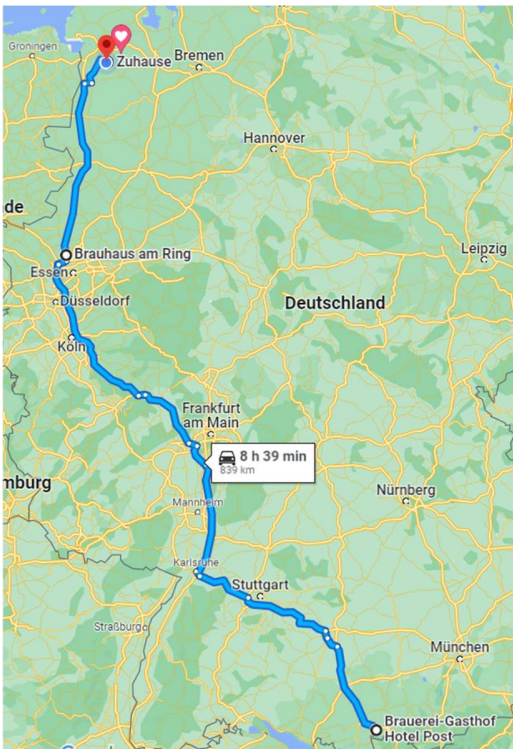 Groningen
Zuhause
Bremen
Hannover
de
Brauhaus am Ring
Essen
Leipzig
Düsseldorf
Deutschland
Köln
Frankfurt
am Main
8 h 39 min
839 km
mburg
Nürnberg
Mannheim
Karlsruhe
Stuttgart
Straßburg
München
Brauerei-Gasthof
Hotel Post